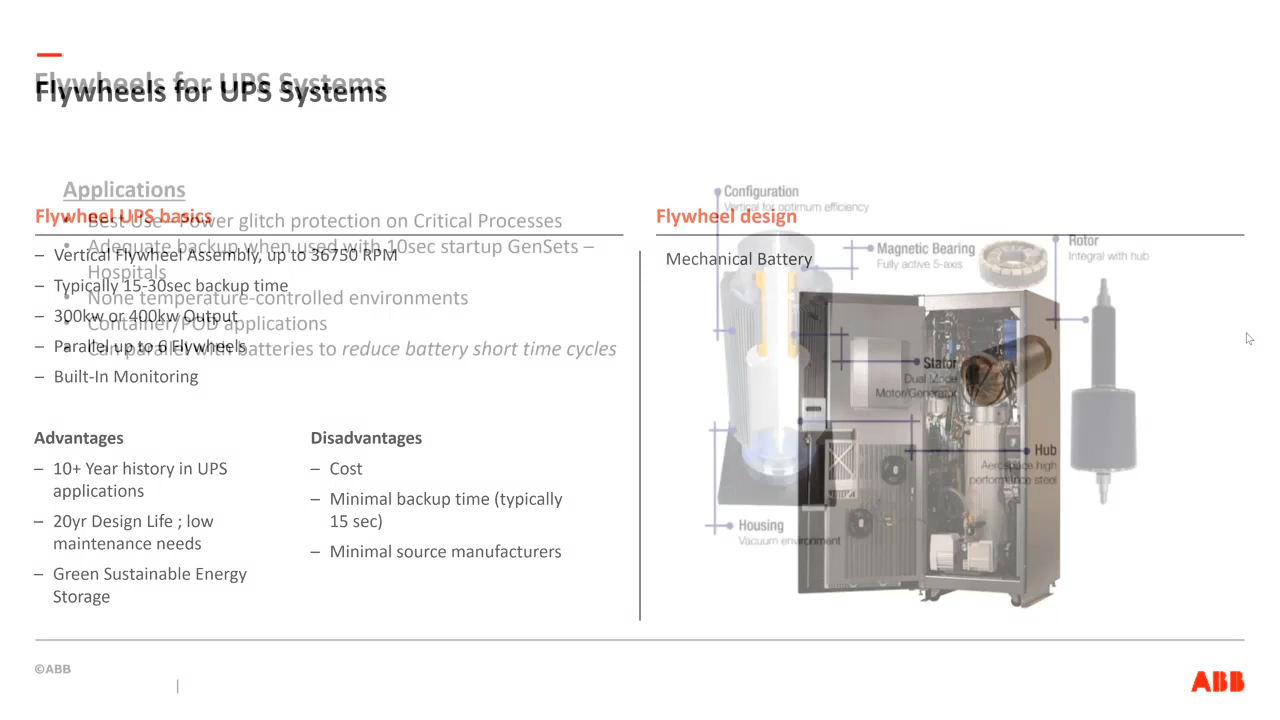 Flywheels for UPS Systems
Flywheels for UPS Systems
Applications
• Best Use – Power glitch protection on Critical Processes
• Adequate backup when used with 10sec startup GenSets –
Hospitals
• None temperature-controlled environments
• Container/POD applications
• Can parallel with batteries to reduce battery short time cycles
Flywheel UPS basics
– Vertical Flywheel Assembly, up to 36750 RPM
– Typically 15-30sec backup time
– 300kw or 400kw Output
– Parallel up to 6 Flywheels
– Built-In Monitoring
Advantages
– 10+ Year history in UPS
applications
– 20yr Design Life ; low
maintenance needs
– Green Sustainable Energy
Storage
Disadvantages
– Cost
– Minimal backup time (typically
15 sec)
– Minimal source manufacturers
Flywheel design
Mechanical Battery
Configuration
Vertical for optimum efficiency
Magnetic Bearing
Fully active 5-axis
Rotor
Integral with hub
Stator
Dual Mode
Motor/Generator
Hub
Aerospace high
performance steel
Housing
Vacuum environment
©ABB
|
ABB